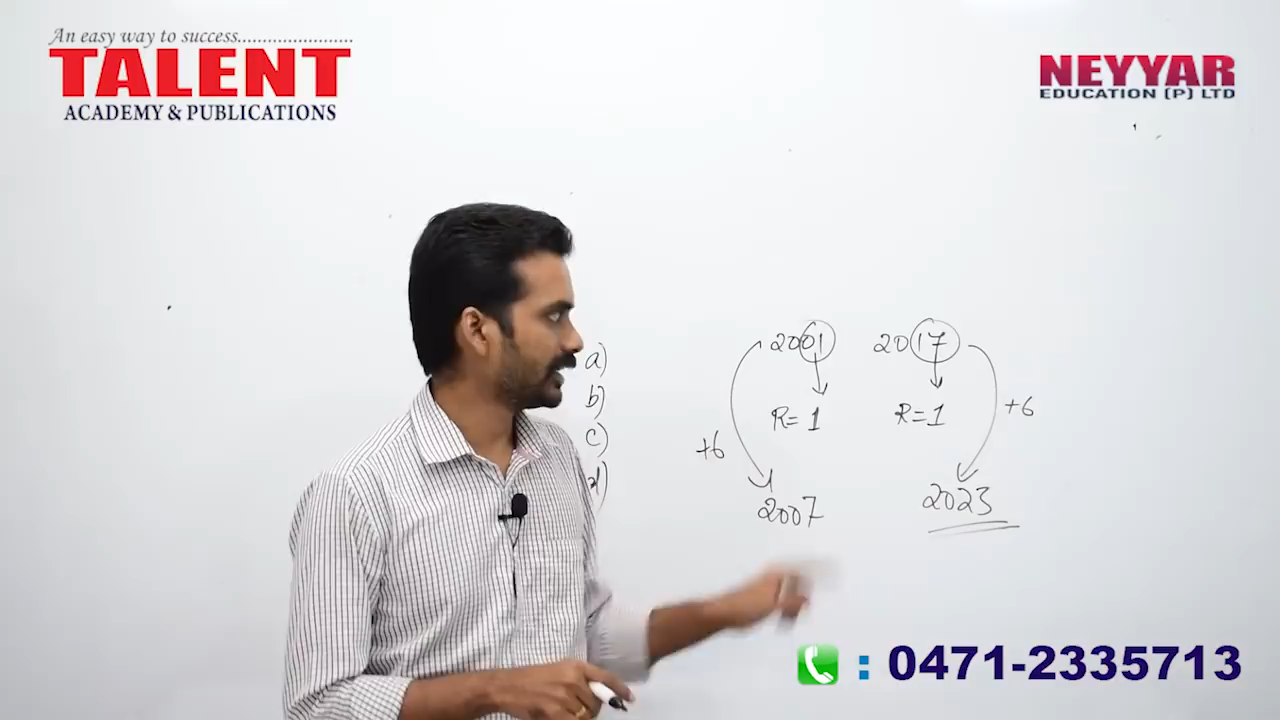 An easy way to success.......................
TALENT
ACADEMY & PUBLICATIONS
NEYYAR
EDUCATION (P) LTD
a)
b)
c)
d)
2001 2017
R=1 R=1
+6 +6
2007 2023
: 0471-2335713